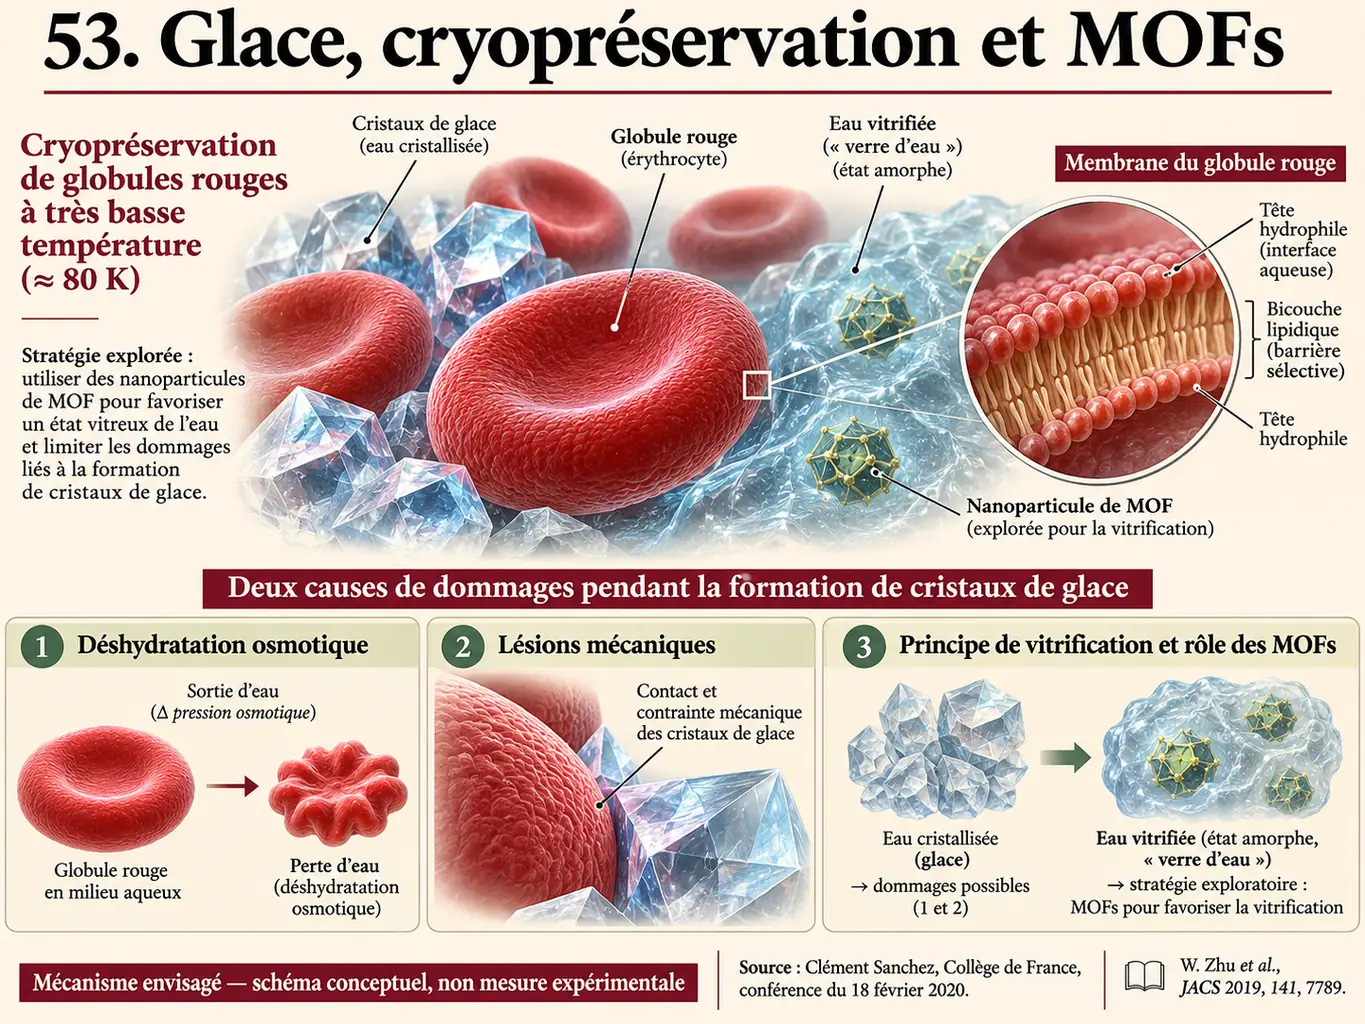 53. Glace, cryopréservation et MOFs
Cryopréservation
de globules rouges
à très basse
température
(≈ 80 K)
Stratégie explorée :
utiliser des nanoparticules
de MOF pour favoriser
un état vitreux de l'eau
et limiter les dommages
liés à la formation
de cristaux de glace.
Cristaux de glace
(eau cristallisée)
Globule rouge
(érythrocyte)
Eau vitrifiée
(« verre d'eau »)
(état amorphe)
Membrane du globule rouge
Tête
hydrophile
(interface
aqueuse)
Bicouche
lipidique
(barrière
sélective)
Tête
hydrophile
Nanoparticule de MOF
(explorée pour la vitrification)
Deux causes de dommages pendant la formation de cristaux de glace
1 Déshydratation osmotique
Sortie d'eau
(Δ pression osmotique)
Globule rouge
en milieu aqueux
Perte d'eau
(déshydratation
osmotique)
2 Lésions mécaniques
Contact et
contrainte mécanique
des cristaux de glace
3 Principe de vitrification et rôle des MOFs
Eau cristallisée
(glace)
→ dommages possibles
(1 et 2)
Eau vitrifiée (état amorphe,
« verre d'eau »)
→ stratégie exploratoire :
MOFs pour favoriser la vitrification
Mécanisme envisagé — schéma conceptuel, non mesure expérimentale
Source : Clément Sanchez, Collège de France,
conférence du 18 février 2020.
W. Zhu et al.,
JACS 2019, 141, 7789.